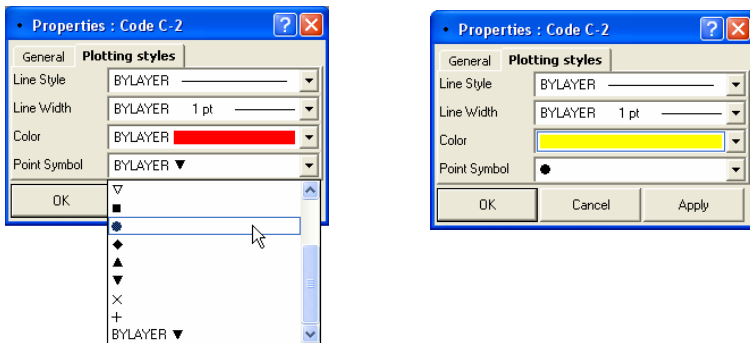 Properties : Code C-2
General Plotting styles
Line Style BYLAYER
Line Width BYLAYER 1 pt
Color BYLAYER
Point Symbol BYLAYER ▼
OK
▽
■
●
◆
▲
▼
×
+
BYLAYER ▼
Properties : Code C-2
General Plotting styles
Line Style BYLAYER
Line Width BYLAYER 1 pt
Color
Point Symbol ●
OK Cancel Apply